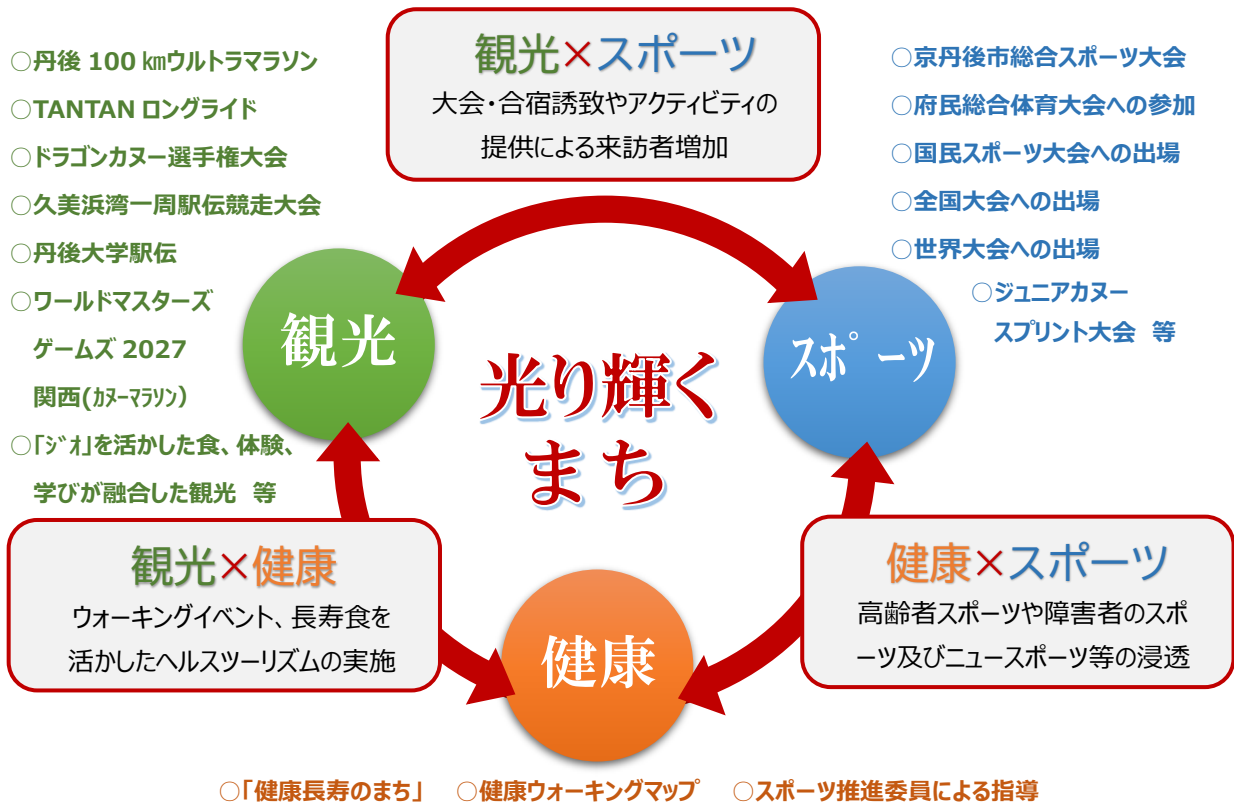 観光×スポーツ
大会・合宿誘致やアクティビティの
提供による来訪者増加
○丹後 100 ㎞ウルトラマラソン
○TANTAN ロングライド
○ドラゴンカヌー選手権大会
○久美浜湾一周駅伝競走大会
○丹後大学駅伝
○ワールドマスターズ
ゲームズ 2027
関西(ｶﾇｰﾏﾗｿﾝ）
○「ｼﾞｵ」を活かした食、体験、
学びが融合した観光 等
○京丹後市総合スポーツ大会
○府民総合体育大会への参加
○国民スポーツ大会への出場
○全国大会への出場
○世界大会への出場
○ジュニアカヌー
スプリント大会 等
観光
スポーツ
光り輝く
まち
観光×健康
ウォーキングイベント、長寿食を
活かしたヘルスツーリズムの実施
健康
健康×スポーツ
高齢者スポーツや障害者のスポ
ーツ及びニュースポーツ等の浸透
○「健康長寿のまち」 ○健康ウォーキングマップ ○スポーツ推進委員による指導